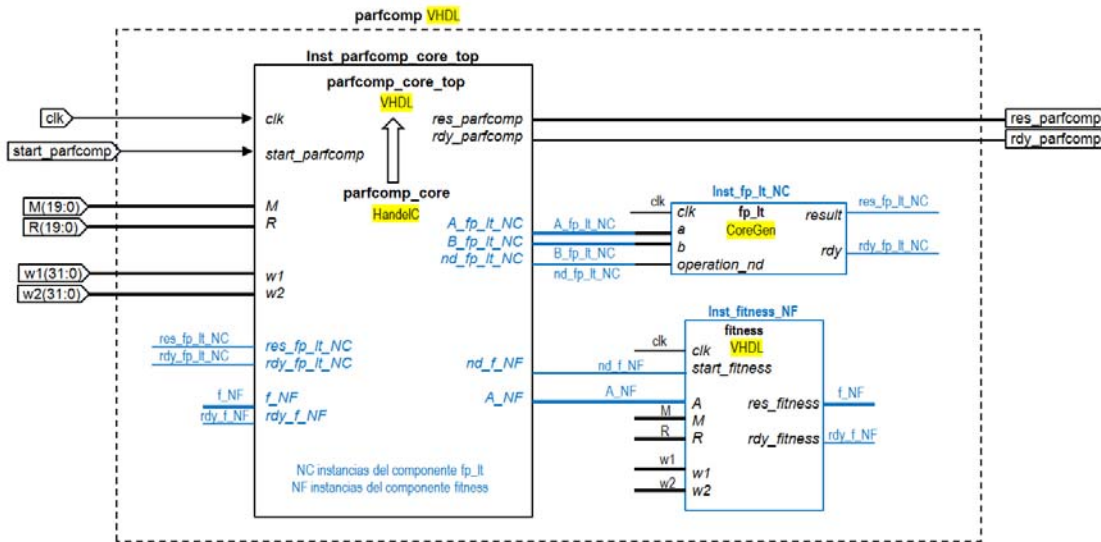 parfcomp VHDL
Inst_parfcomp_core_top
parfcomp_core_top
VHDL
clk
clk
res_parfcomp
res_parfcomp
rdy_parfcomp
rdy_parfcomp
start_parfcomp
start_parfcomp
parfcomp_core
HandelC
M(19:0)
M
R(19:0)
R
w1(31:0)
w1
w2(31:0)
w2
A_fp_lt_NC
A_fp_lt_NC
B_fp_lt_NC
B_fp_lt_NC
nd_fp_lt_NC
nd_fp_lt_NC
Inst_fp_lt_NC
clk
clk
fp_lt
CoreGen
result
res_fp_lt_NC
a
b
rdy
rdy_fp_lt_NC
operation_nd
res_fp_lt_NC
res_fp_lt_NC
rdy_fp_lt_NC
rdy_fp_lt_NC
f_NF
f_NF
rdy_f_NF
rdy_f_NF
nd_f_NF
nd_f_NF
A_NF
A_NF
Inst_fitness_NF
fitness
VHDL
clk
clk
start_fitness
A
res_fitness
f_NF
M
M
R
R
rdy_fitness
rdy_f_NF
w1
w1
w2
w2
NC instancias del componente fp_lt
NF instancias del componente fitness